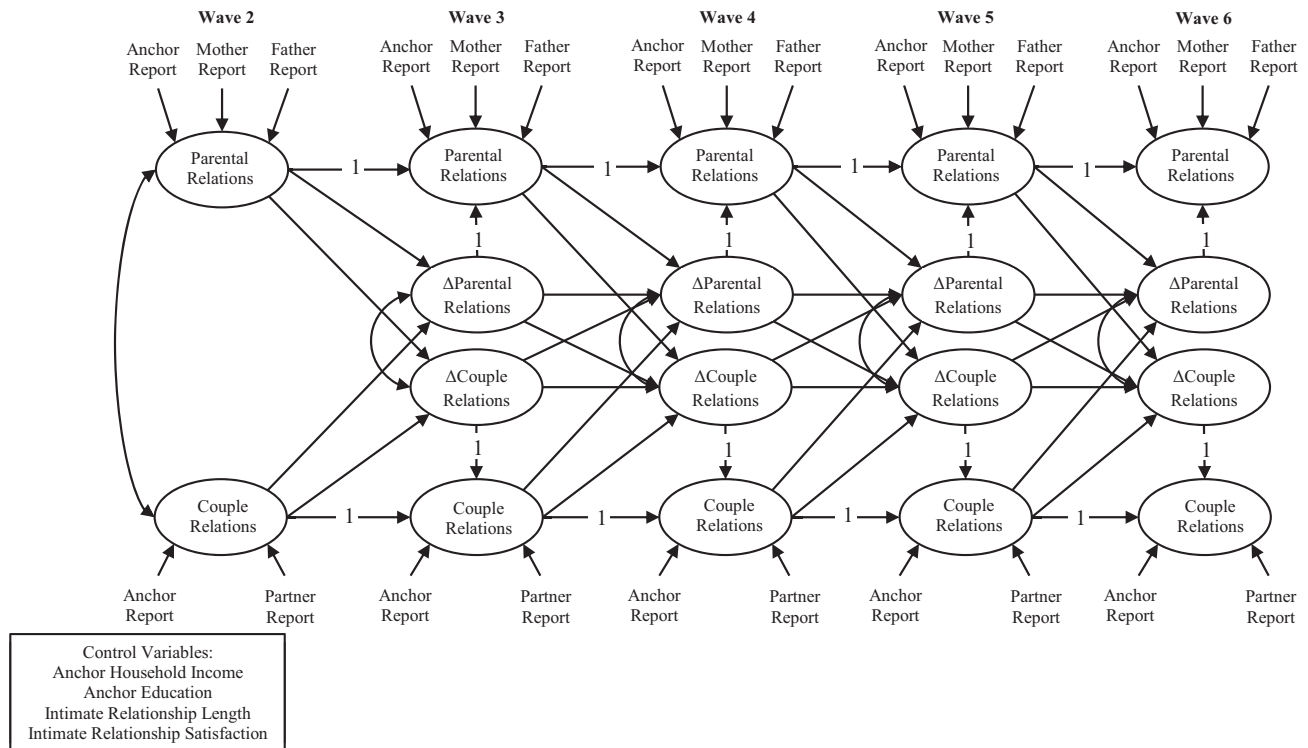 Wave 2
Wave 3
Wave 4
Wave 5
Wave 6
Anchor
Report
Mother
Report
Father
Report
Anchor
Report
Mother
Report
Father
Report
Anchor
Report
Mother
Report
Father
Report
Anchor
Report
Mother
Report
Father
Report
Anchor
Report
Mother
Report
Father
Report
Parental
Relations
1
Parental
Relations
1
Parental
Relations
1
Parental
Relations
1
Parental
Relations
1
1
1
1
ΔParental
Relations
ΔParental
Relations
ΔParental
Relations
ΔParental
Relations
ΔCouple
Relations
ΔCouple
Relations
ΔCouple
Relations
ΔCouple
Relations
1
1
1
1
Couple
Relations
1
Couple
Relations
1
Couple
Relations
1
Couple
Relations
1
Couple
Relations
Anchor
Report
Partner
Report
Anchor
Report
Partner
Report
Anchor
Report
Partner
Report
Anchor
Report
Partner
Report
Anchor
Report
Partner
Report
Control Variables:
Anchor Household Income
Anchor Education
Intimate Relationship Length
Intimate Relationship Satisfaction